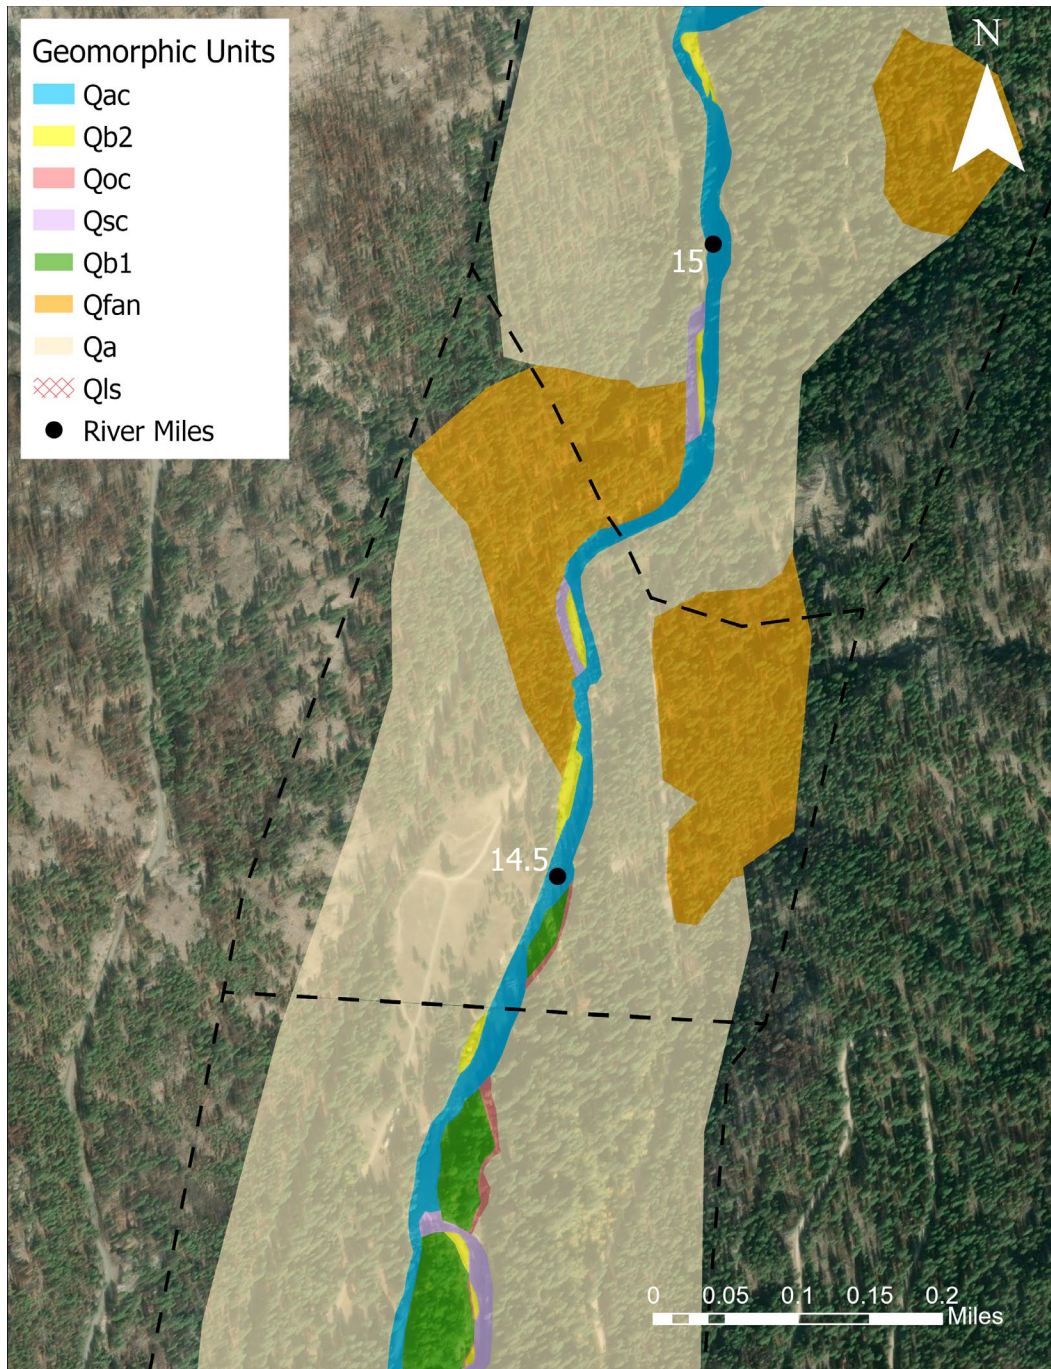 Geomorphic Units
Qac
Qb2
Qoc
Qsc
Qb1
Qfan
Qa
Qls
River Miles
N
15
14.5
0 0.05 0.1 0.15 0.2
Miles